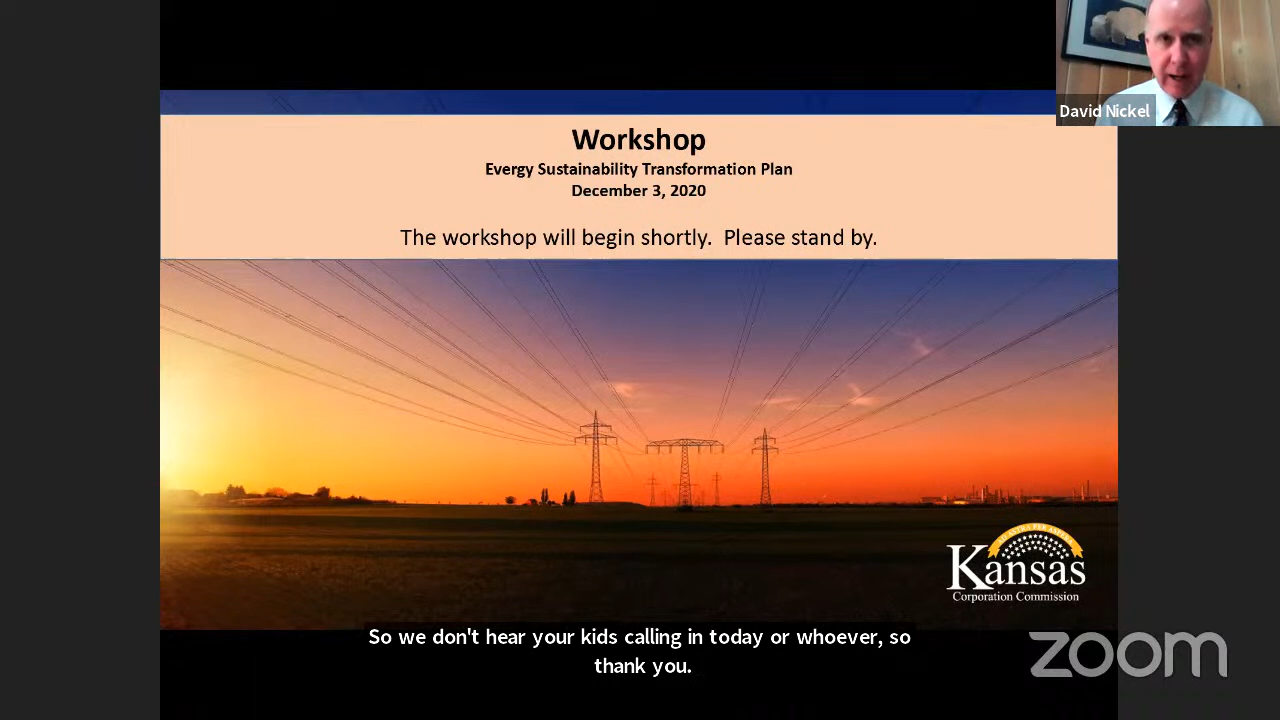 David Nickel
Workshop
Evergy Sustainability Transformation Plan
December 3, 2020
The workshop will begin shortly.  Please stand by.
Kansas
Corporation Commission
So we don't hear your kids calling in today or whoever, so
thank you.
zoom